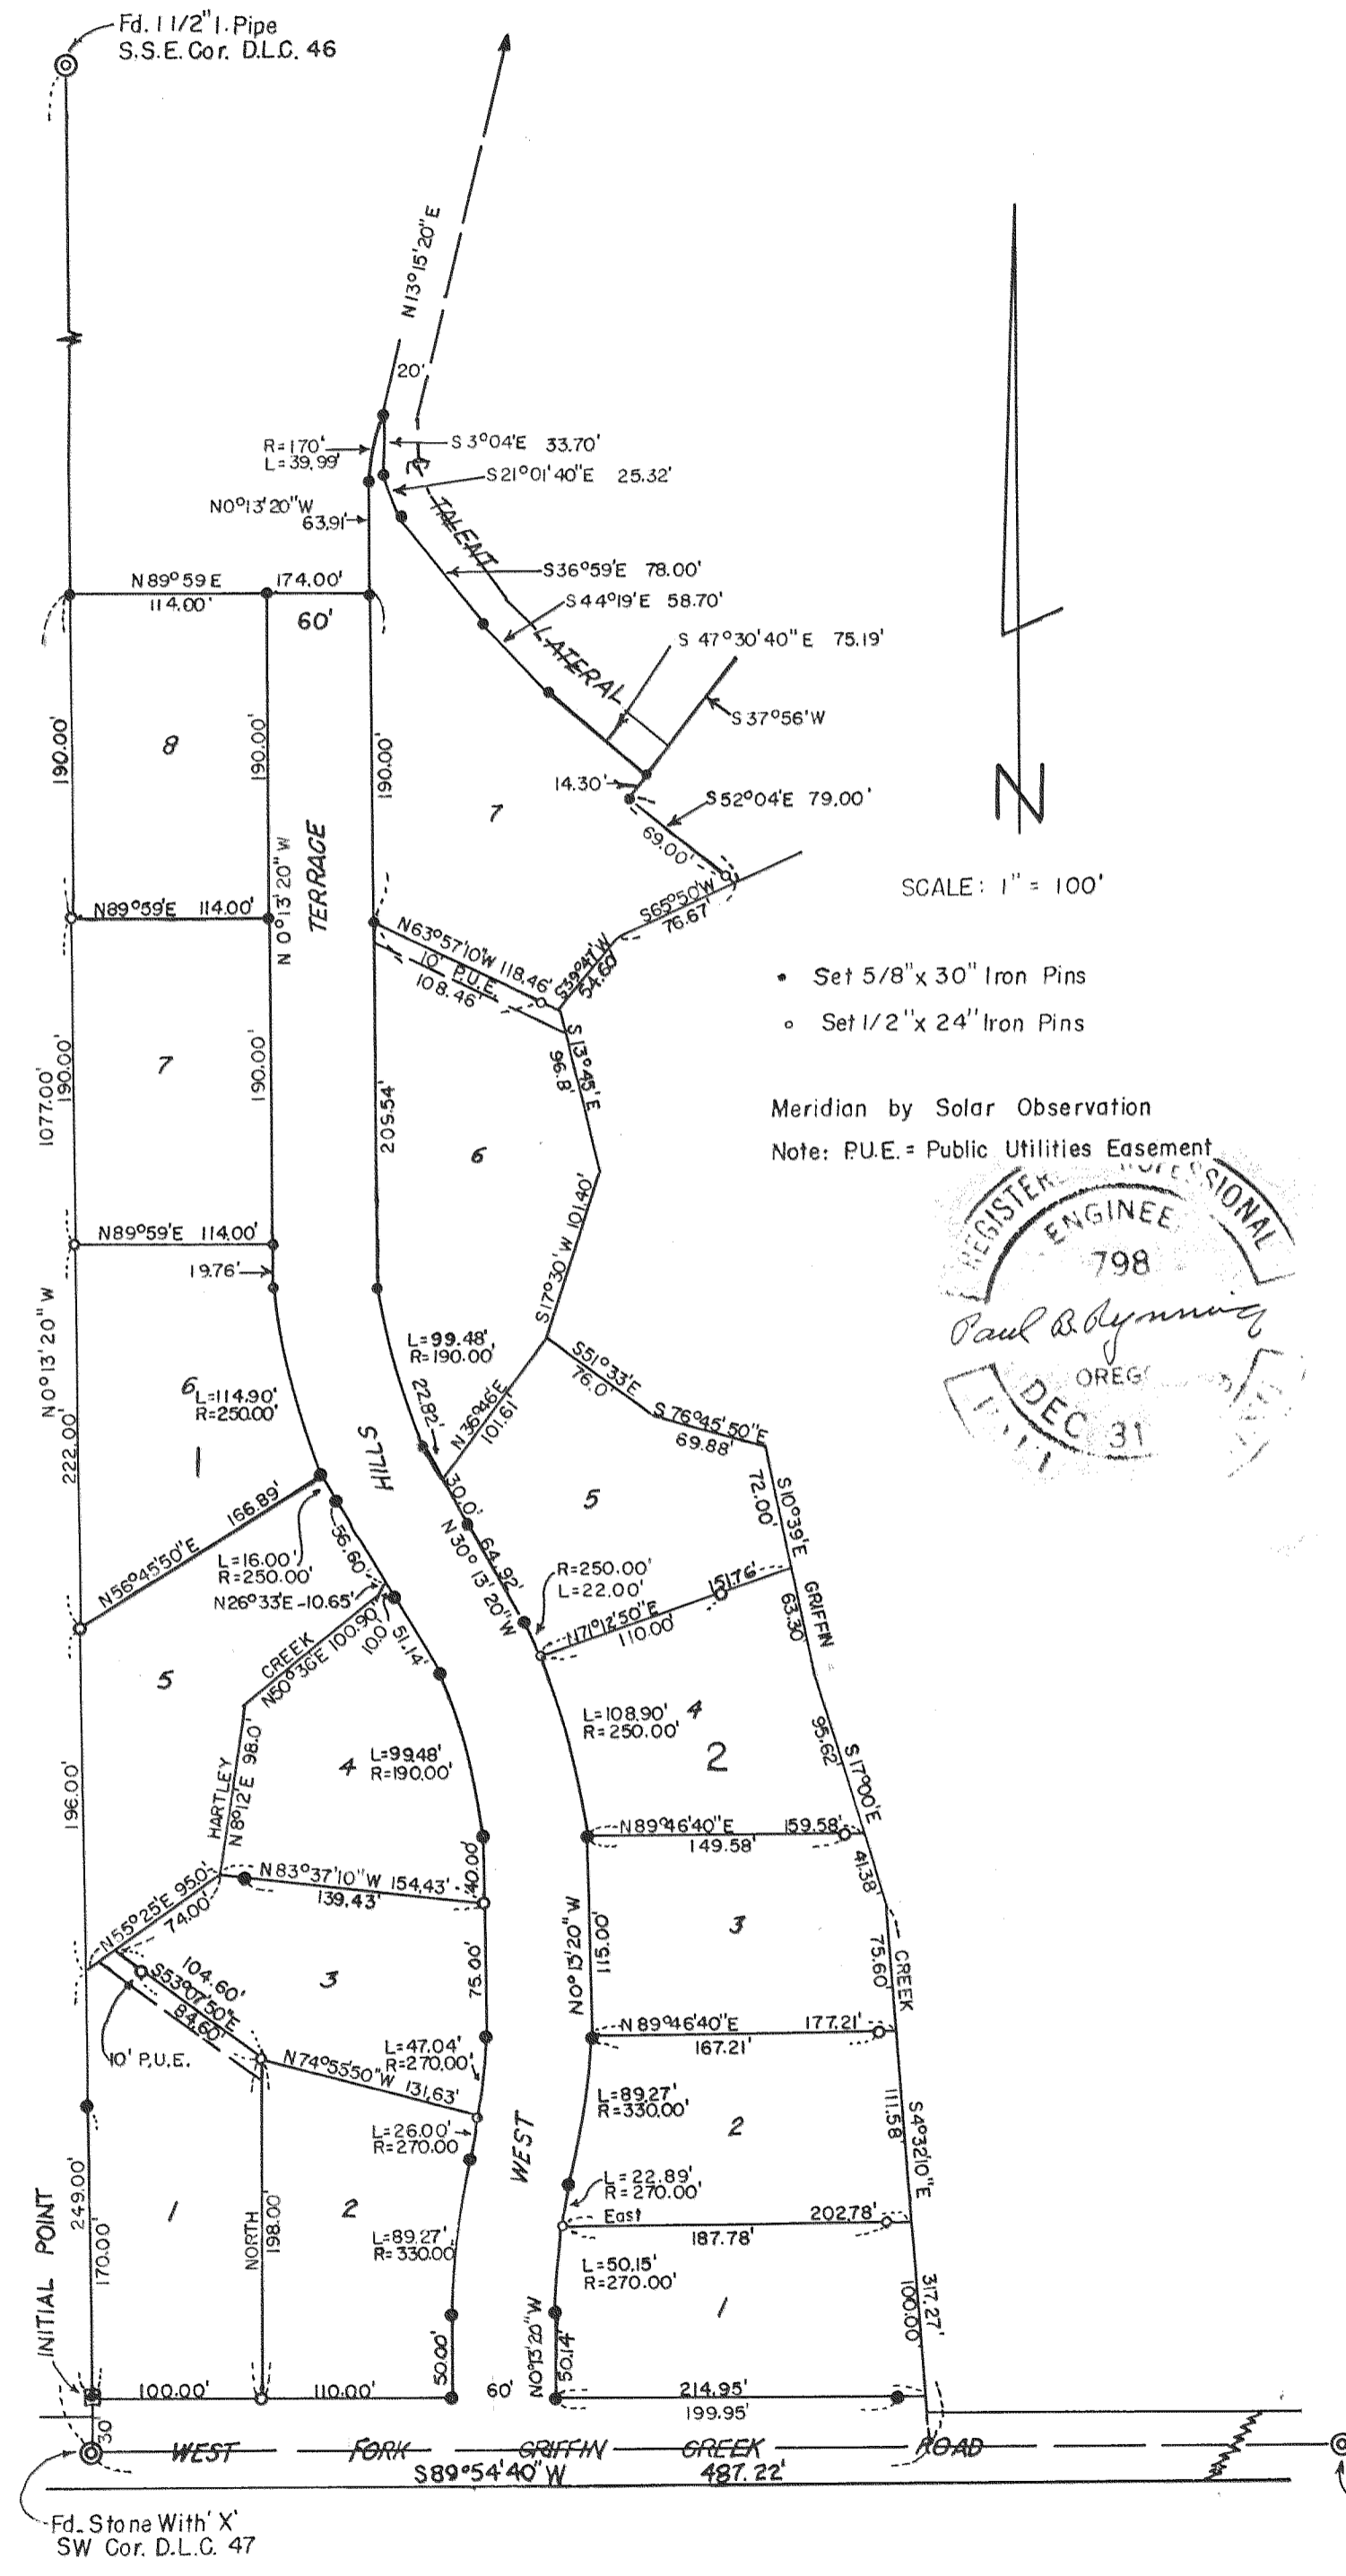 Fd. 1 1/2" I. Pipe
S.S.E. Cor. D.L.C. 46
N13°15'20"E
20'
R=170'
L=39.99'
S 3°04'E 33.70'
S21°01'40"E 25.32'
N0°13'20"W
63.91'
TALENT
LATERAL
S36°59'E 78.00'
S44°19'E 58.70'
S 47°30'40"E 75.19'
S37°56'W
14.30'
S52°04'E 79.00'
69.00'
N89°59'E 174.00'
114.00'
60'
190.00'
8
190.00'
190.00'
7
N0°13'20"W
TERRACE
N
SCALE: 1" = 100'
S65°50'W
76.67'
S39°47'W
54.60'
N89°59'E 114.00'
N63°57'10"W 118.46'
10' P.U.E.
108.46'
• Set 5/8" x 30" Iron Pins
○ Set 1/2" x 24" Iron Pins
S13°45'E
96.8'
Meridian by Solar Observation
Note: P.U.E. = Public Utilities Easement
1077.00'
190.00'
7
190.00'
209.54'
6
S17°30'W 101.40'
ENGINEE
798
Paul B. Rynning
OREG
DEC 31
N89°59'E 114.00'
19.76'
N0°13'20"W
222.00'
6
L=114.90'
R=250.00'
1
HILLS
L=99.48'
R=190.00'
22.82'
N36°46'E
101.61'
S51°33'E
76.0'
S76°45'50"E
69.88'
S10°39'E
72.00'
5
30.0'
N30°13'20"W
64.92'
N56°45'50"E 166.89'
L=16.00'
R=250.00'
56.60'
N26°33'E-10.65'
R=250.00'
L=22.00'
N71°12'50"E 151.76'
110.00'
63.30
GRIFFIN
CREEK
N50°36'E 100.90'
10.0'
51.14'
5
196.00'
HARTLEY
N8°12'E 98.0'
4
L=99.48'
R=190.00'
L=108.90'
R=250.00'
4
2
95.62'
S17°00'E
N89°46'40"E 159.58'
149.58'
41.38'
40.00'
N83°37'10"W 154.43'
139.43'
N55°25'E 95.0'
74.00'
104.60'
S53°07'50"E
84.60'
10' P.U.E.
3
75.00'
N0°13'20"W
115.00'
3
75.60'
CREEK
N89°46'40"E 177.21'
167.21'
L=47.04'
R=270.00'
N74°55'50"W
131.63'
L=26.00'
R=270.00
WEST
L=89.27'
R=330.00'
2
111.58'
S4°32'10"E
L=22.89'
R=270.00'
East 202.78'
187.78'
INITIAL POINT
249.00'
170.00'
1
NORTH
198.00'
2
L=89.27'
R=330.00'
L=50.15'
R=270.00'
1
317.27'
100.00'
50.00'
N0°13'20"W
50.14'
100.00'
110.00'
60'
214.95'
199.95'
30'
WEST FORK GRIFFIN CREEK ROAD
S89°54'40"W 487.22'
Fd. Stone With 'X'
SW Cor. D.L.C. 47